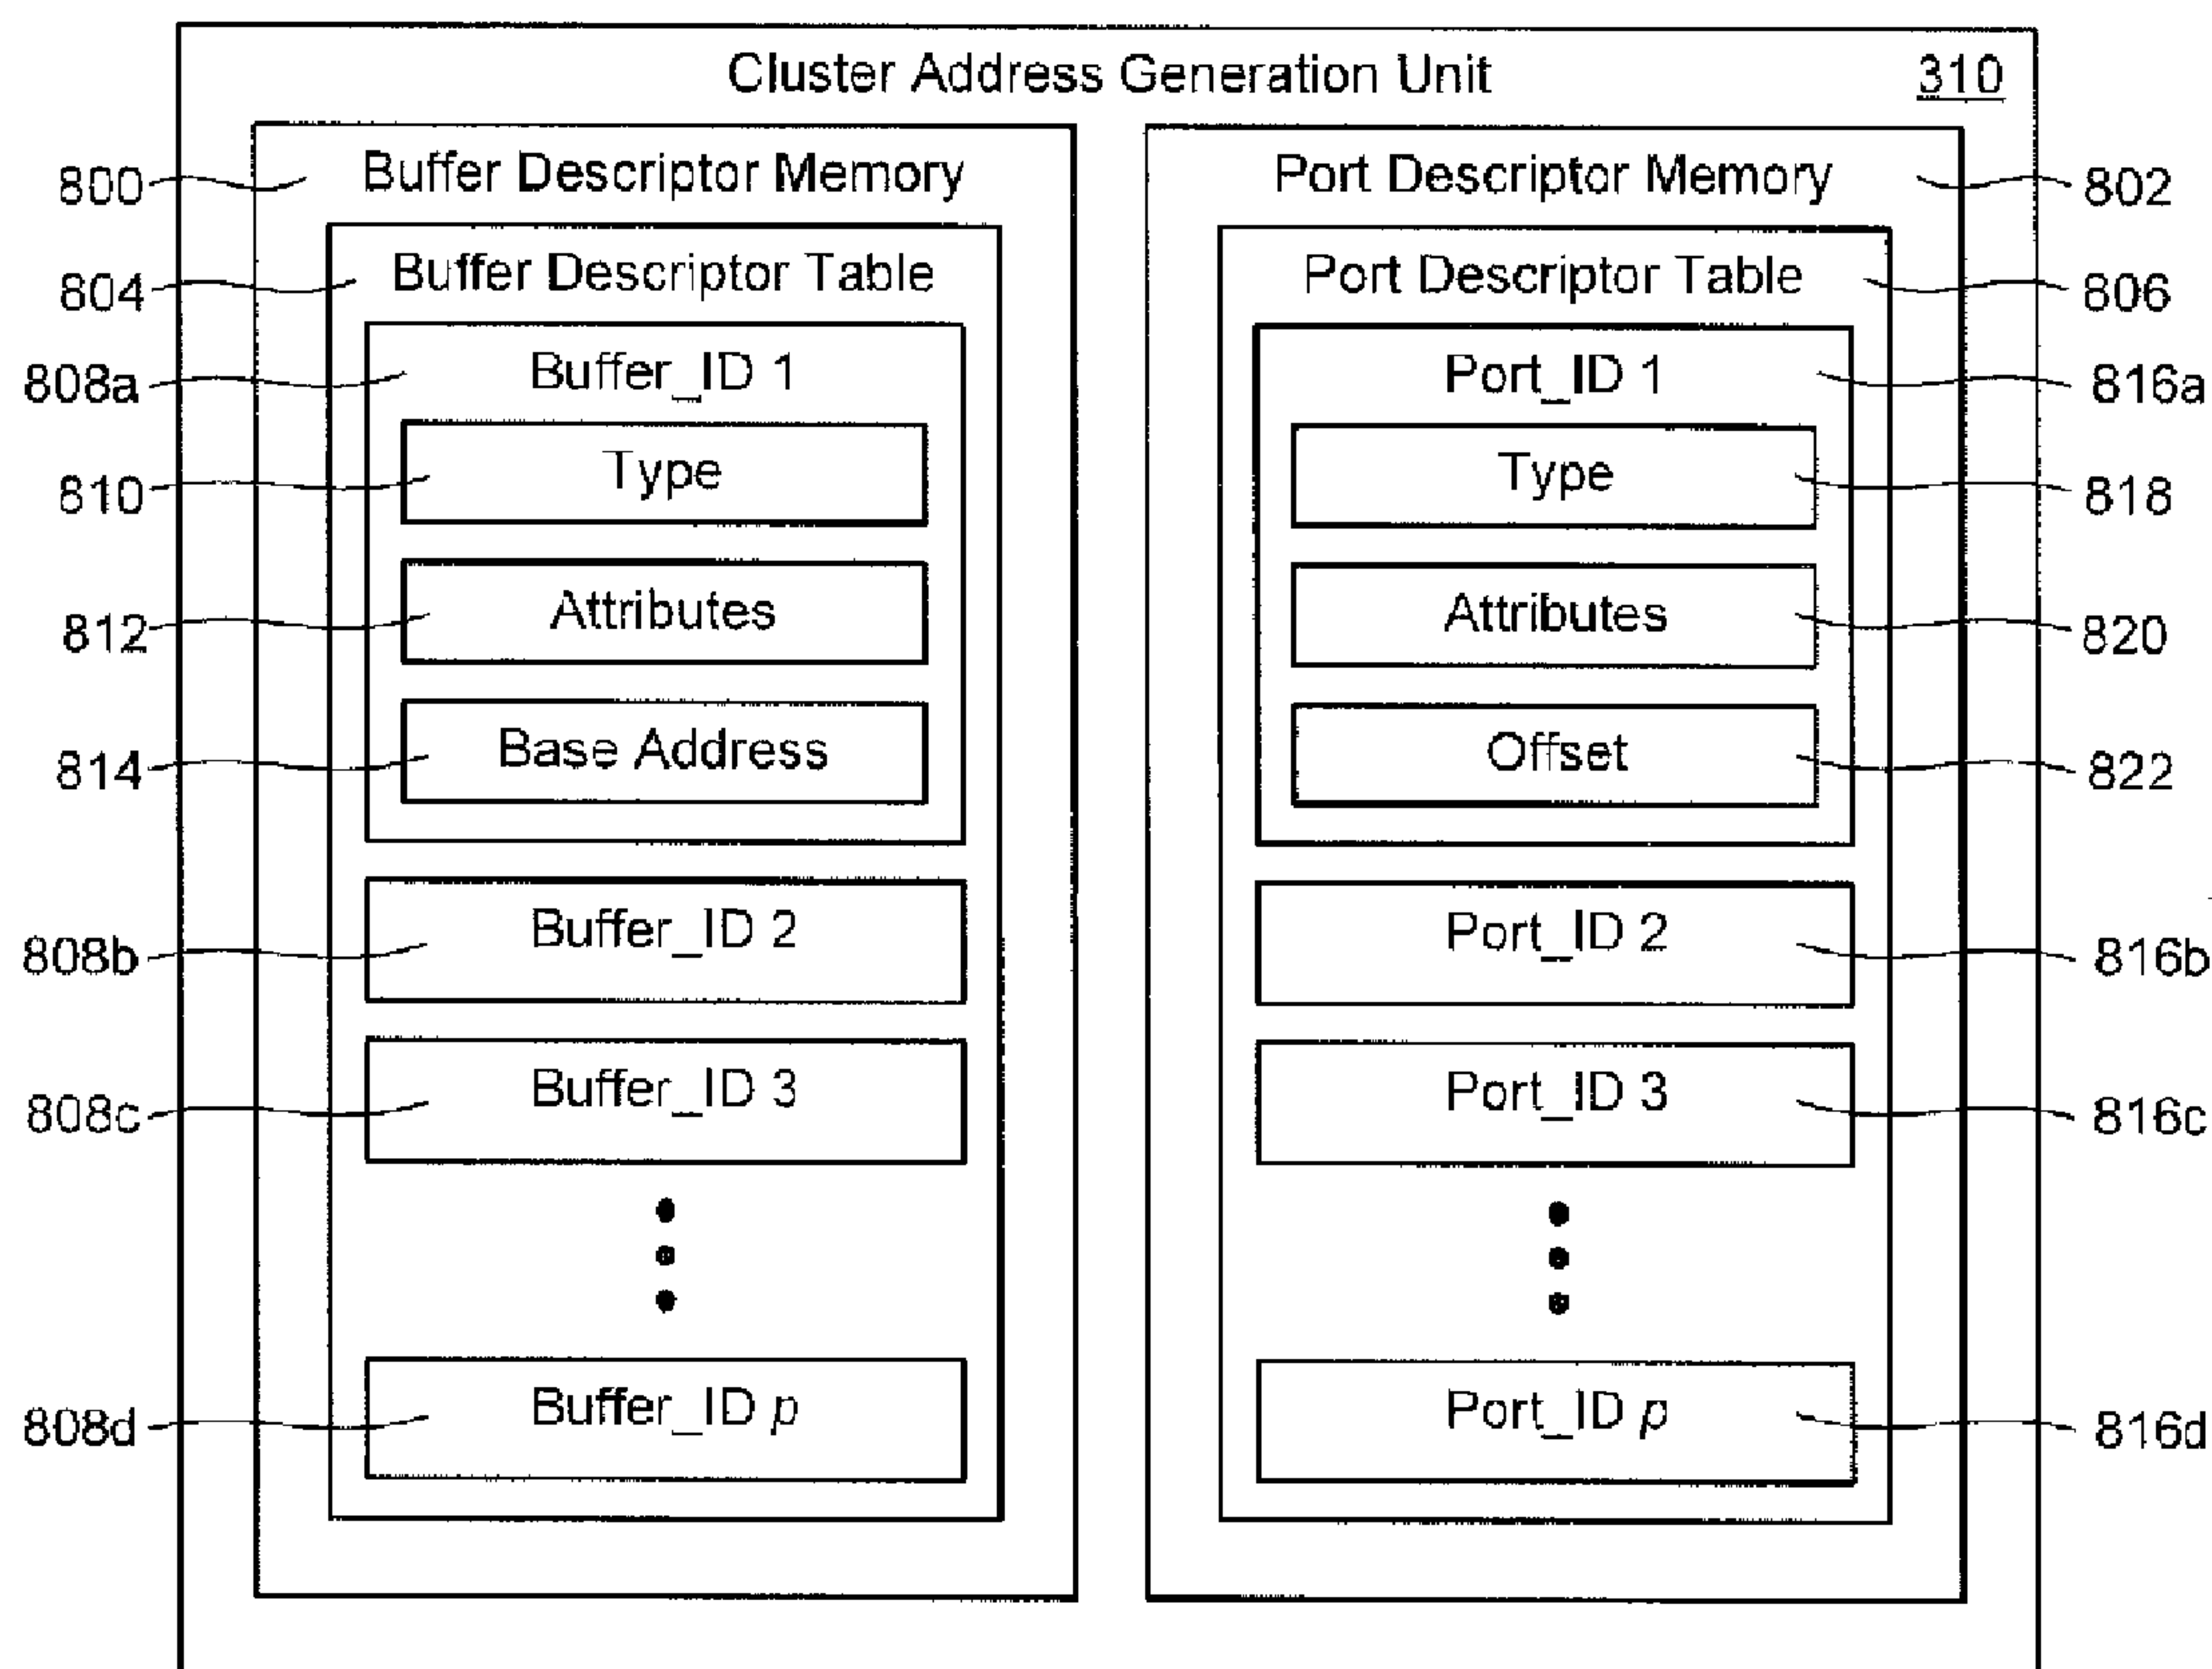 Cluster Address Generation Unit 310
800 Buffer Descriptor Memory
804 Buffer Descriptor Table
808a Buffer_ID 1
810 Type
812 Attributes
814 Base Address
808b Buffer_ID 2
808c Buffer_ID 3
808d Buffer_ID p
Port Descriptor Memory 802
Port Descriptor Table 806
Port_ID 1 816a
Type 818
Attributes 820
Offset 822
Port_ID 2 816b
Port_ID 3 816c
Port_ID p 816d